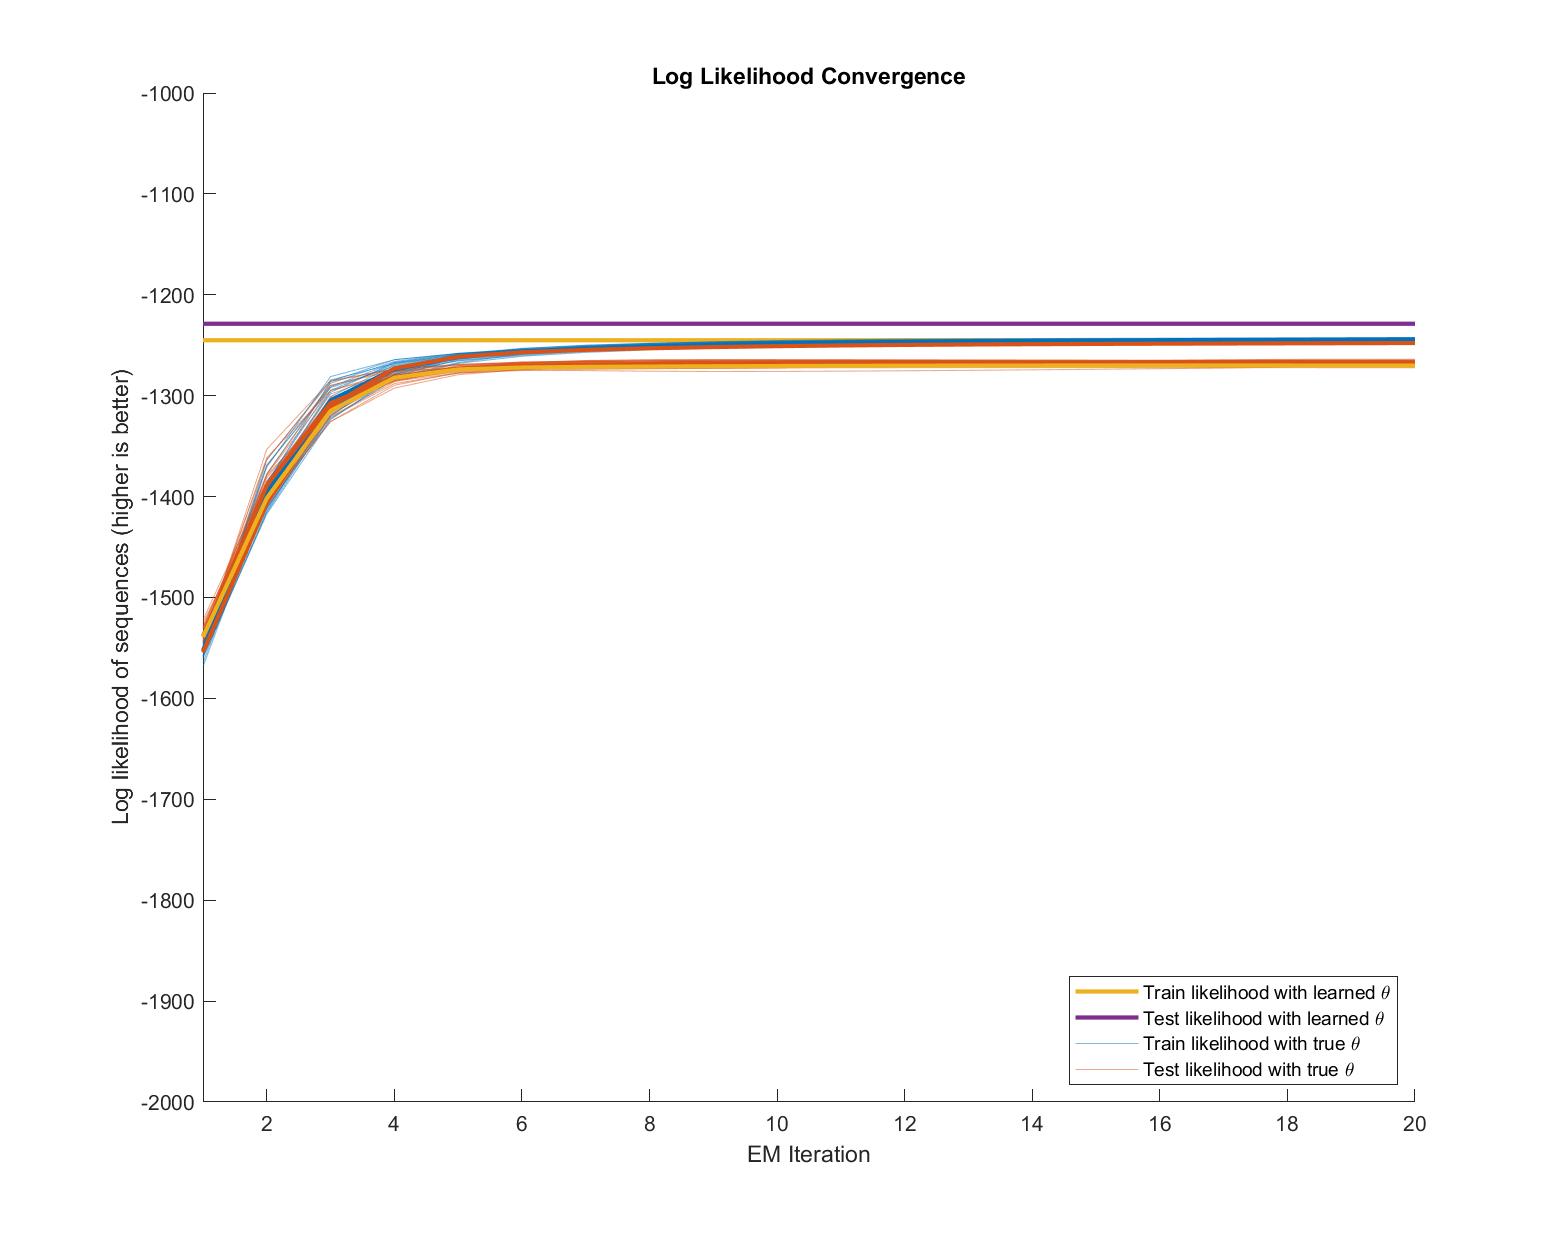 Log Likelihood Convergence
-1000
-1100
-1200
-1300
-1400
-1500
-1600
-1700
-1800
-1900
-2000
Log likelihood of sequences (higher is better)
Train likelihood with learned θ
Test likelihood with learned θ
Train likelihood with true θ
Test likelihood with true θ
2 4 6 8 10 12 14 16 18 20
EM Iteration